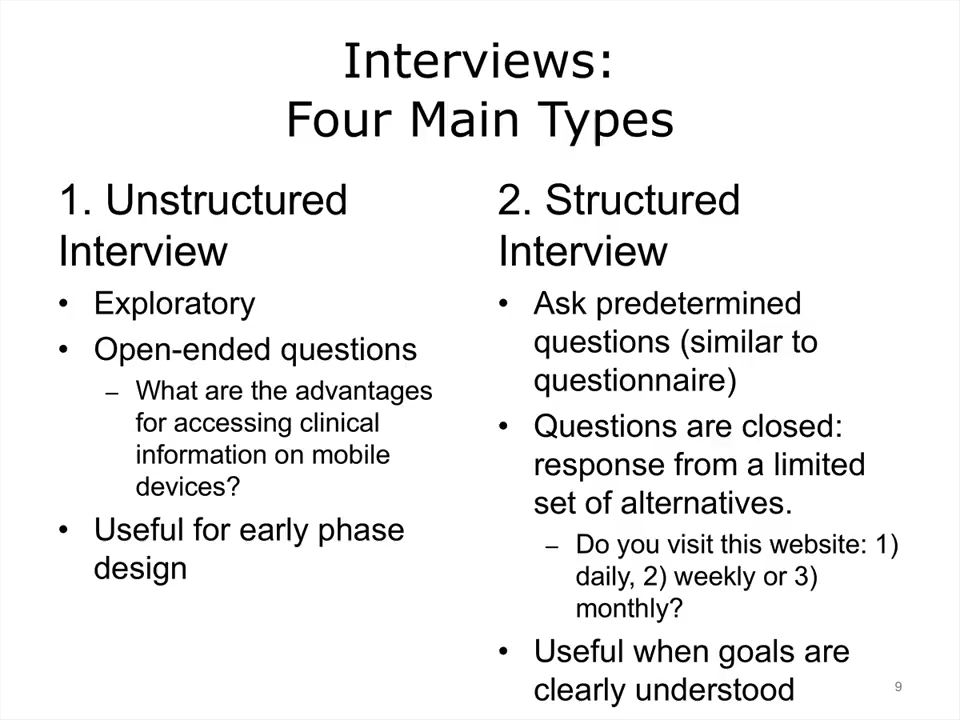 Interviews:
Four Main Types
1. Unstructured
Interview
• Exploratory
• Open-ended questions
– What are the advantages
for accessing clinical
information on mobile
devices?
• Useful for early phase
design
2. Structured
Interview
• Ask predetermined
questions (similar to
questionnaire)
• Questions are closed:
response from a limited
set of alternatives.
– Do you visit this website: 1)
daily, 2) weekly or 3)
monthly?
• Useful when goals are
clearly understood
9